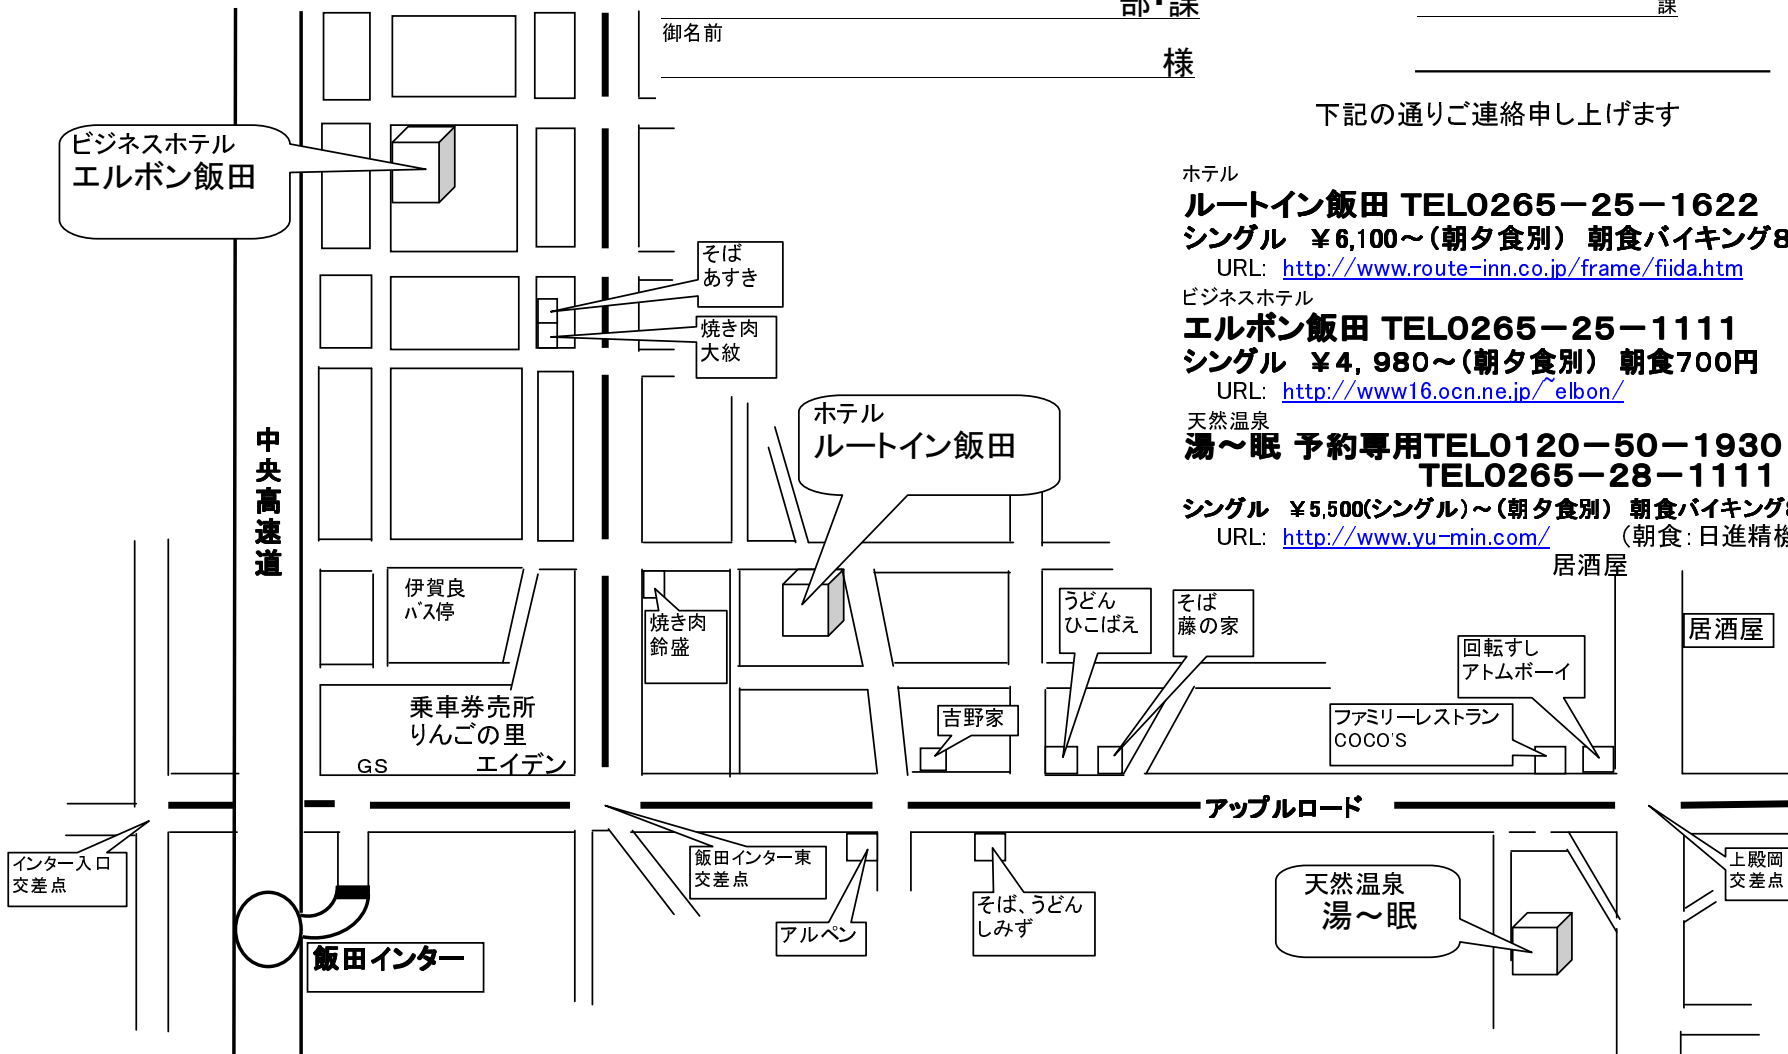 部・課
課
御名前
様
下記の通りご連絡申し上げます
ホテル
ルートイン飯田 TEL0265－25－1622
シングル ￥6,100～（朝夕食別） 朝食バイキング8
URL: http://www.route-inn.co.jp/frame/fiida.htm
ビジネスホテル
エルボン飯田 TEL0265－25－1111
シングル ￥4，980～（朝夕食別） 朝食700円
URL: http://www16.ocn.ne.jp/~elbon/
天然温泉
湯～眠 予約専用TEL0120－50－1930
TEL0265－28－1111
シングル ￥5,500(シングル)～（朝夕食別） 朝食バイキング8
URL: http://www.yu-min.com/ （朝食：日進精機
居酒屋
ビジネスホテル
エルボン飯田
そば
あすき
焼き肉
大紋
ホテル
ルートイン飯田
中央高速道
伊賀良
バス停
焼き肉
鈴盛
うどん
ひこばえ
そば
藤の家
居酒屋
回転すし
アトムボーイ
乗車券売所
りんごの里
吉野家
ファミリーレストラン
COCO'S
GS
エイデン
アップルロード
インター入口
交差点
飯田インター東
交差点
上殿岡
交差点
アルペン
そば、うどん
しみず
天然温泉
湯～眠
飯田インター